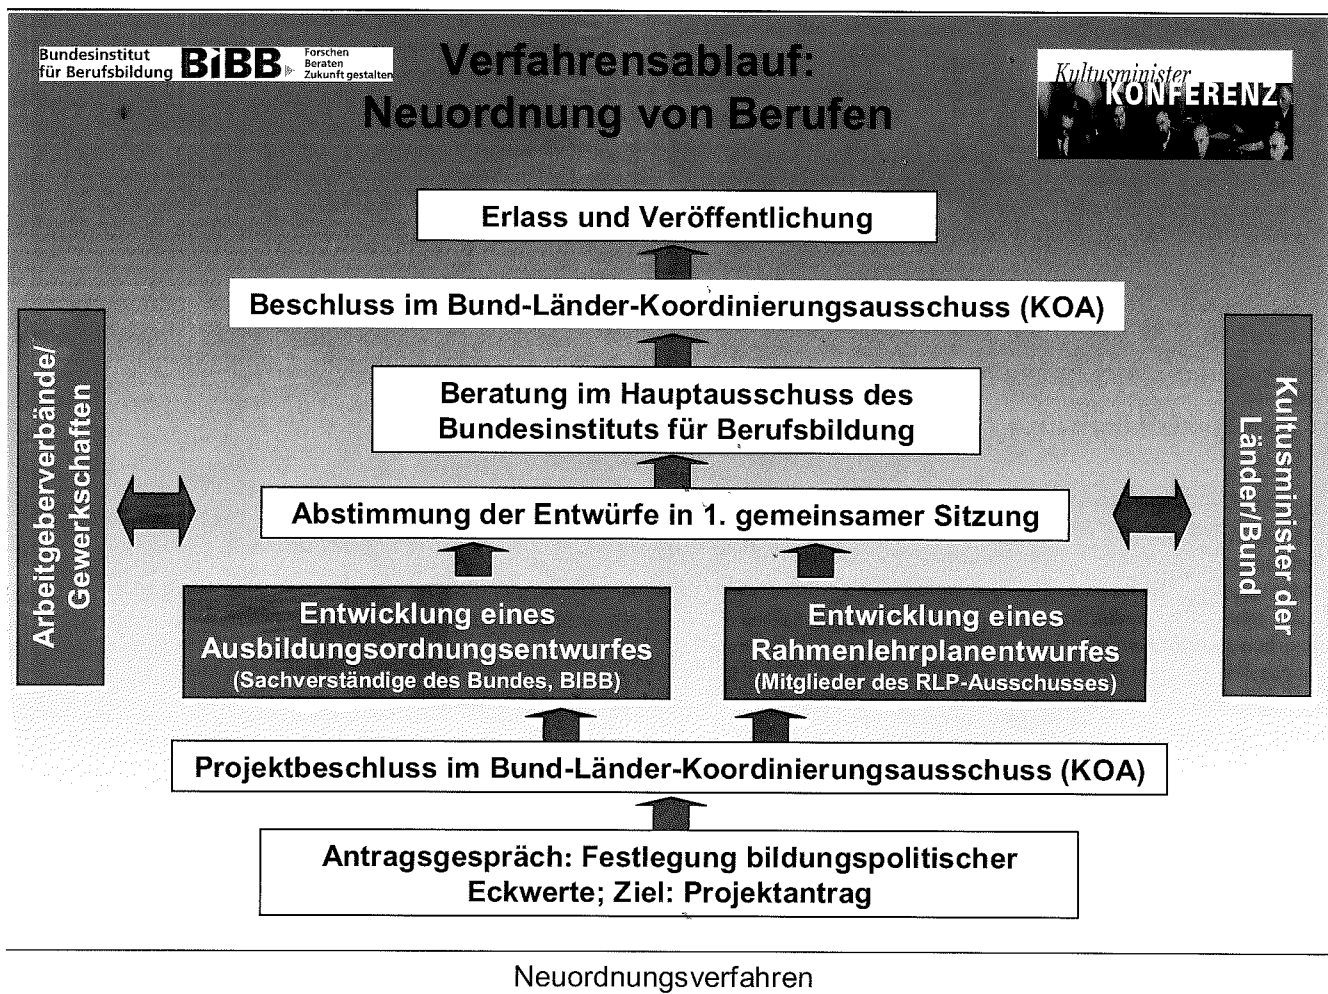 Bundesinstitut
für Berufsbildung
BiBB
Forschen
Beraten
Zukunft gestalten
Verfahrensablauf:
Neuordnung von Berufen
Kultusminister
KONFERENZ
Erlass und Veröffentlichung
Beschluss im Bund-Länder-Koordinierungsausschuss (KOA)
Beratung im Hauptausschuss des
Bundesinstituts für Berufsbildung
Arbeitgeberverbände/
Gewerkschaften
Abstimmung der Entwürfe in 1. gemeinsamer Sitzung
Kultusminister der
Länder/Bund
Entwicklung eines
Ausbildungsordnungsentwurfes
(Sachverständige des Bundes, BIBB)
Entwicklung eines
Rahmenlehrplanentwurfes
(Mitglieder des RLP-Ausschusses)
Projektbeschluss im Bund-Länder-Koordinierungsausschuss (KOA)
Antragsgespräch: Festlegung bildungspolitischer
Eckwerte; Ziel: Projektantrag
Neuordnungsverfahren